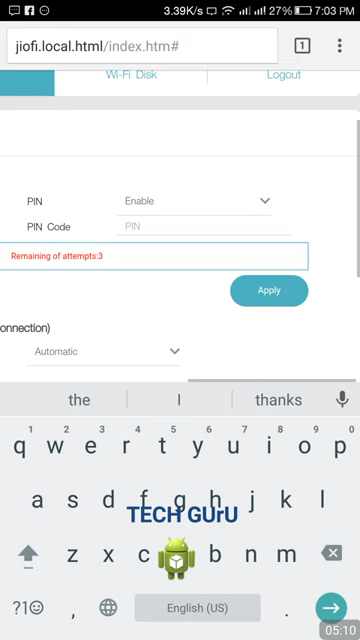 3.39K/s 27% 7:03 PM
jiofi.local.html/index.htm# 1
Wi-Fi Disk Logout
PIN Enable
PIN Code PIN
Remaining of attempts:3
Apply
onnection)
Automatic
the I thanks
1 2 3 4 5 6 7 8 9 0
q w e r t y u i o p
a s d f g h j k l
TECH GUrU
z x c b n m
?1☺ , English (US) .
05:10